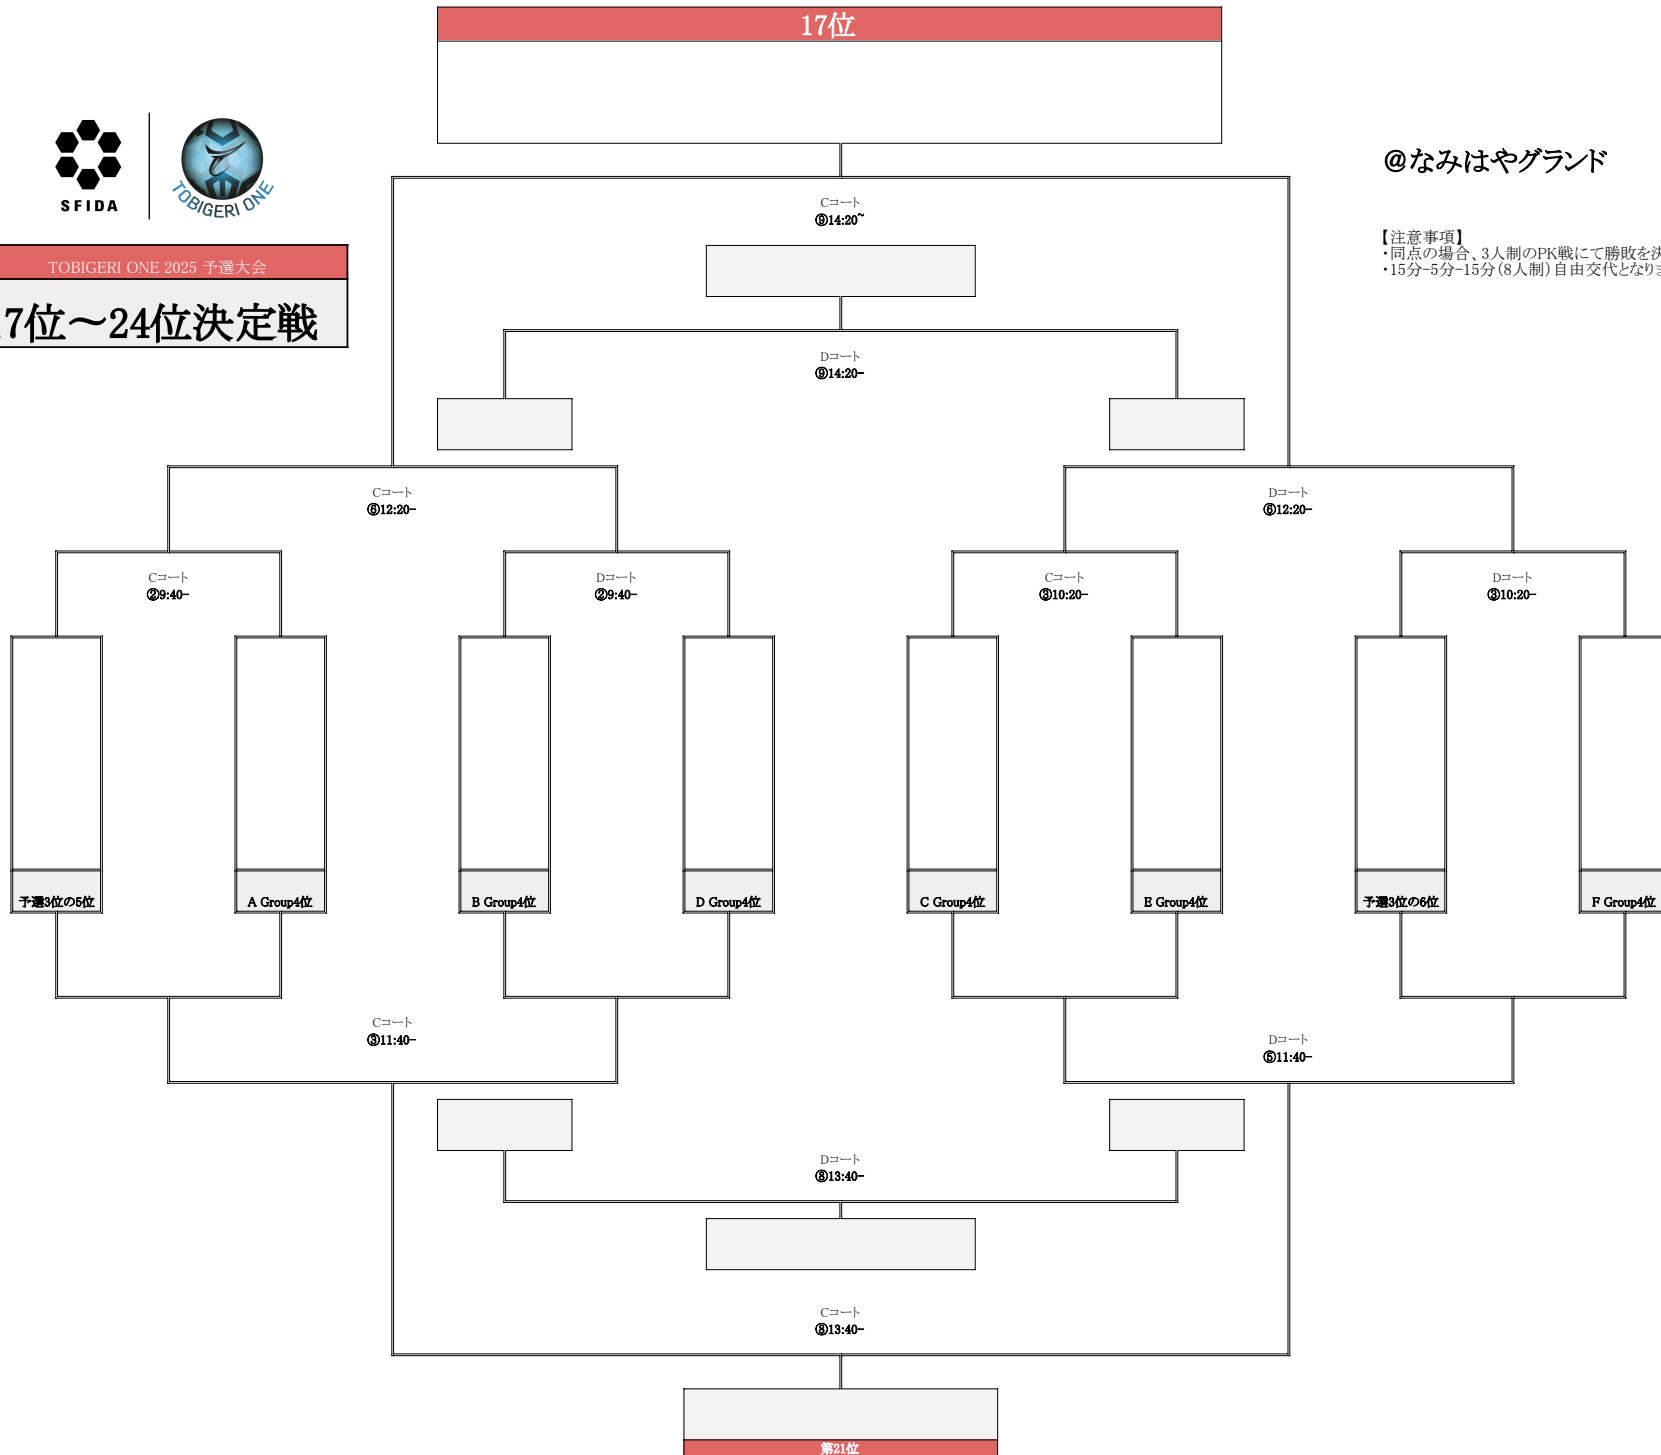 17位
SFIDA
TOBIGERI ONE
@なみはやグランド
Cコート
⑨14:20~
【注意事項】
・同点の場合、3人制のPK戦にて勝敗を決
・15分-5分-15分(8人制)自由交代となりま
TOBIGERI ONE 2025 予選大会
7位～24位決定戦
Dコート
⑨14:20-
Cコート
⑥12:20-
Dコート
⑥12:20-
Cコート
②9:40-
Dコート
②9:40-
Cコート
③10:20-
Dコート
③10:20-
予選3位の5位
A Group4位
B Group4位
D Group4位
C Group4位
E Group4位
予選3位の6位
F Group4位
Cコート
③11:40-
Dコート
⑤11:40-
Dコート
⑧13:40-
Cコート
⑧13:40-
第21位